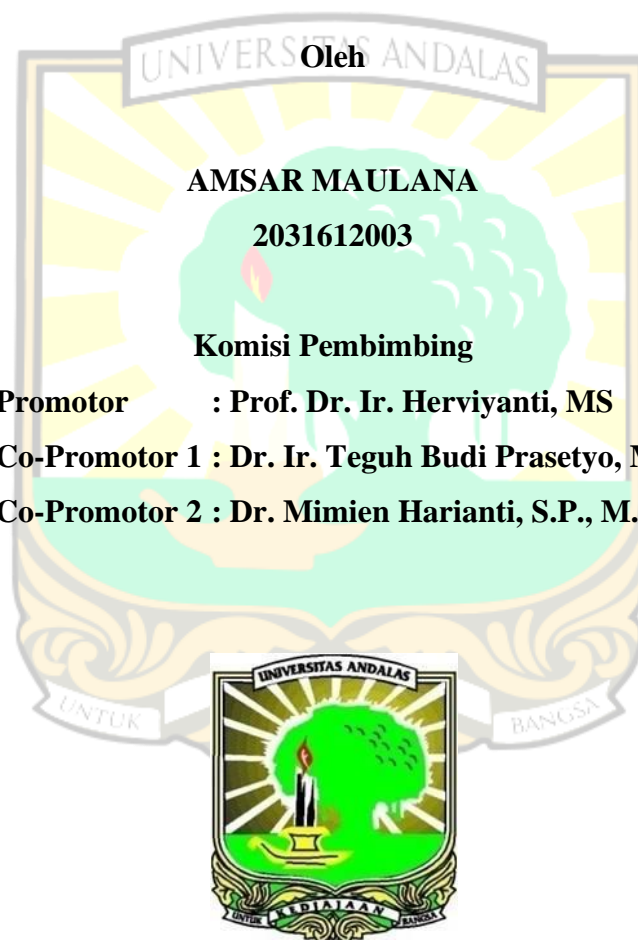 UNIVERSITAS ANDALAS
Oleh
AMSAR MAULANA
2031612003
Komisi Pembimbing
Promotor : Prof. Dr. Ir. Herviyanti, MS
Co-Promotor 1 : Dr. Ir. Teguh Budi Prasetyo, M
Co-Promotor 2 : Dr. Mimien Harianti, S.P., M.
UNTUK BANGSA
UNIVERSITAS ANDALAS
UNTUK KEDJAJAAN BANGSA